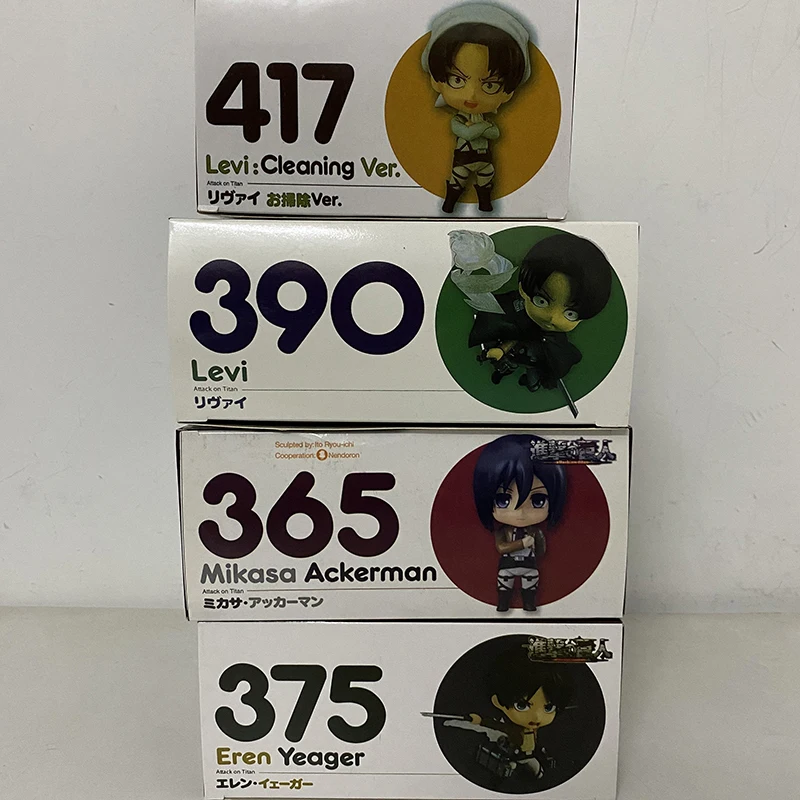 417
Levi:Cleaning Ver.
Attack on Titan
リヴァイ お掃除Ver.
390
Levi
Attack on Titan
リヴァイ
Sculpted by: Ito Ryou-ichi
Cooperation: Nendoron
進撃の巨人
365
Mikasa Ackerman
Attack on Titan
ミカサ・アッカーマン
進撃の巨人
375
Eren Yeager
Attack on Titan
エレン・イェーガー